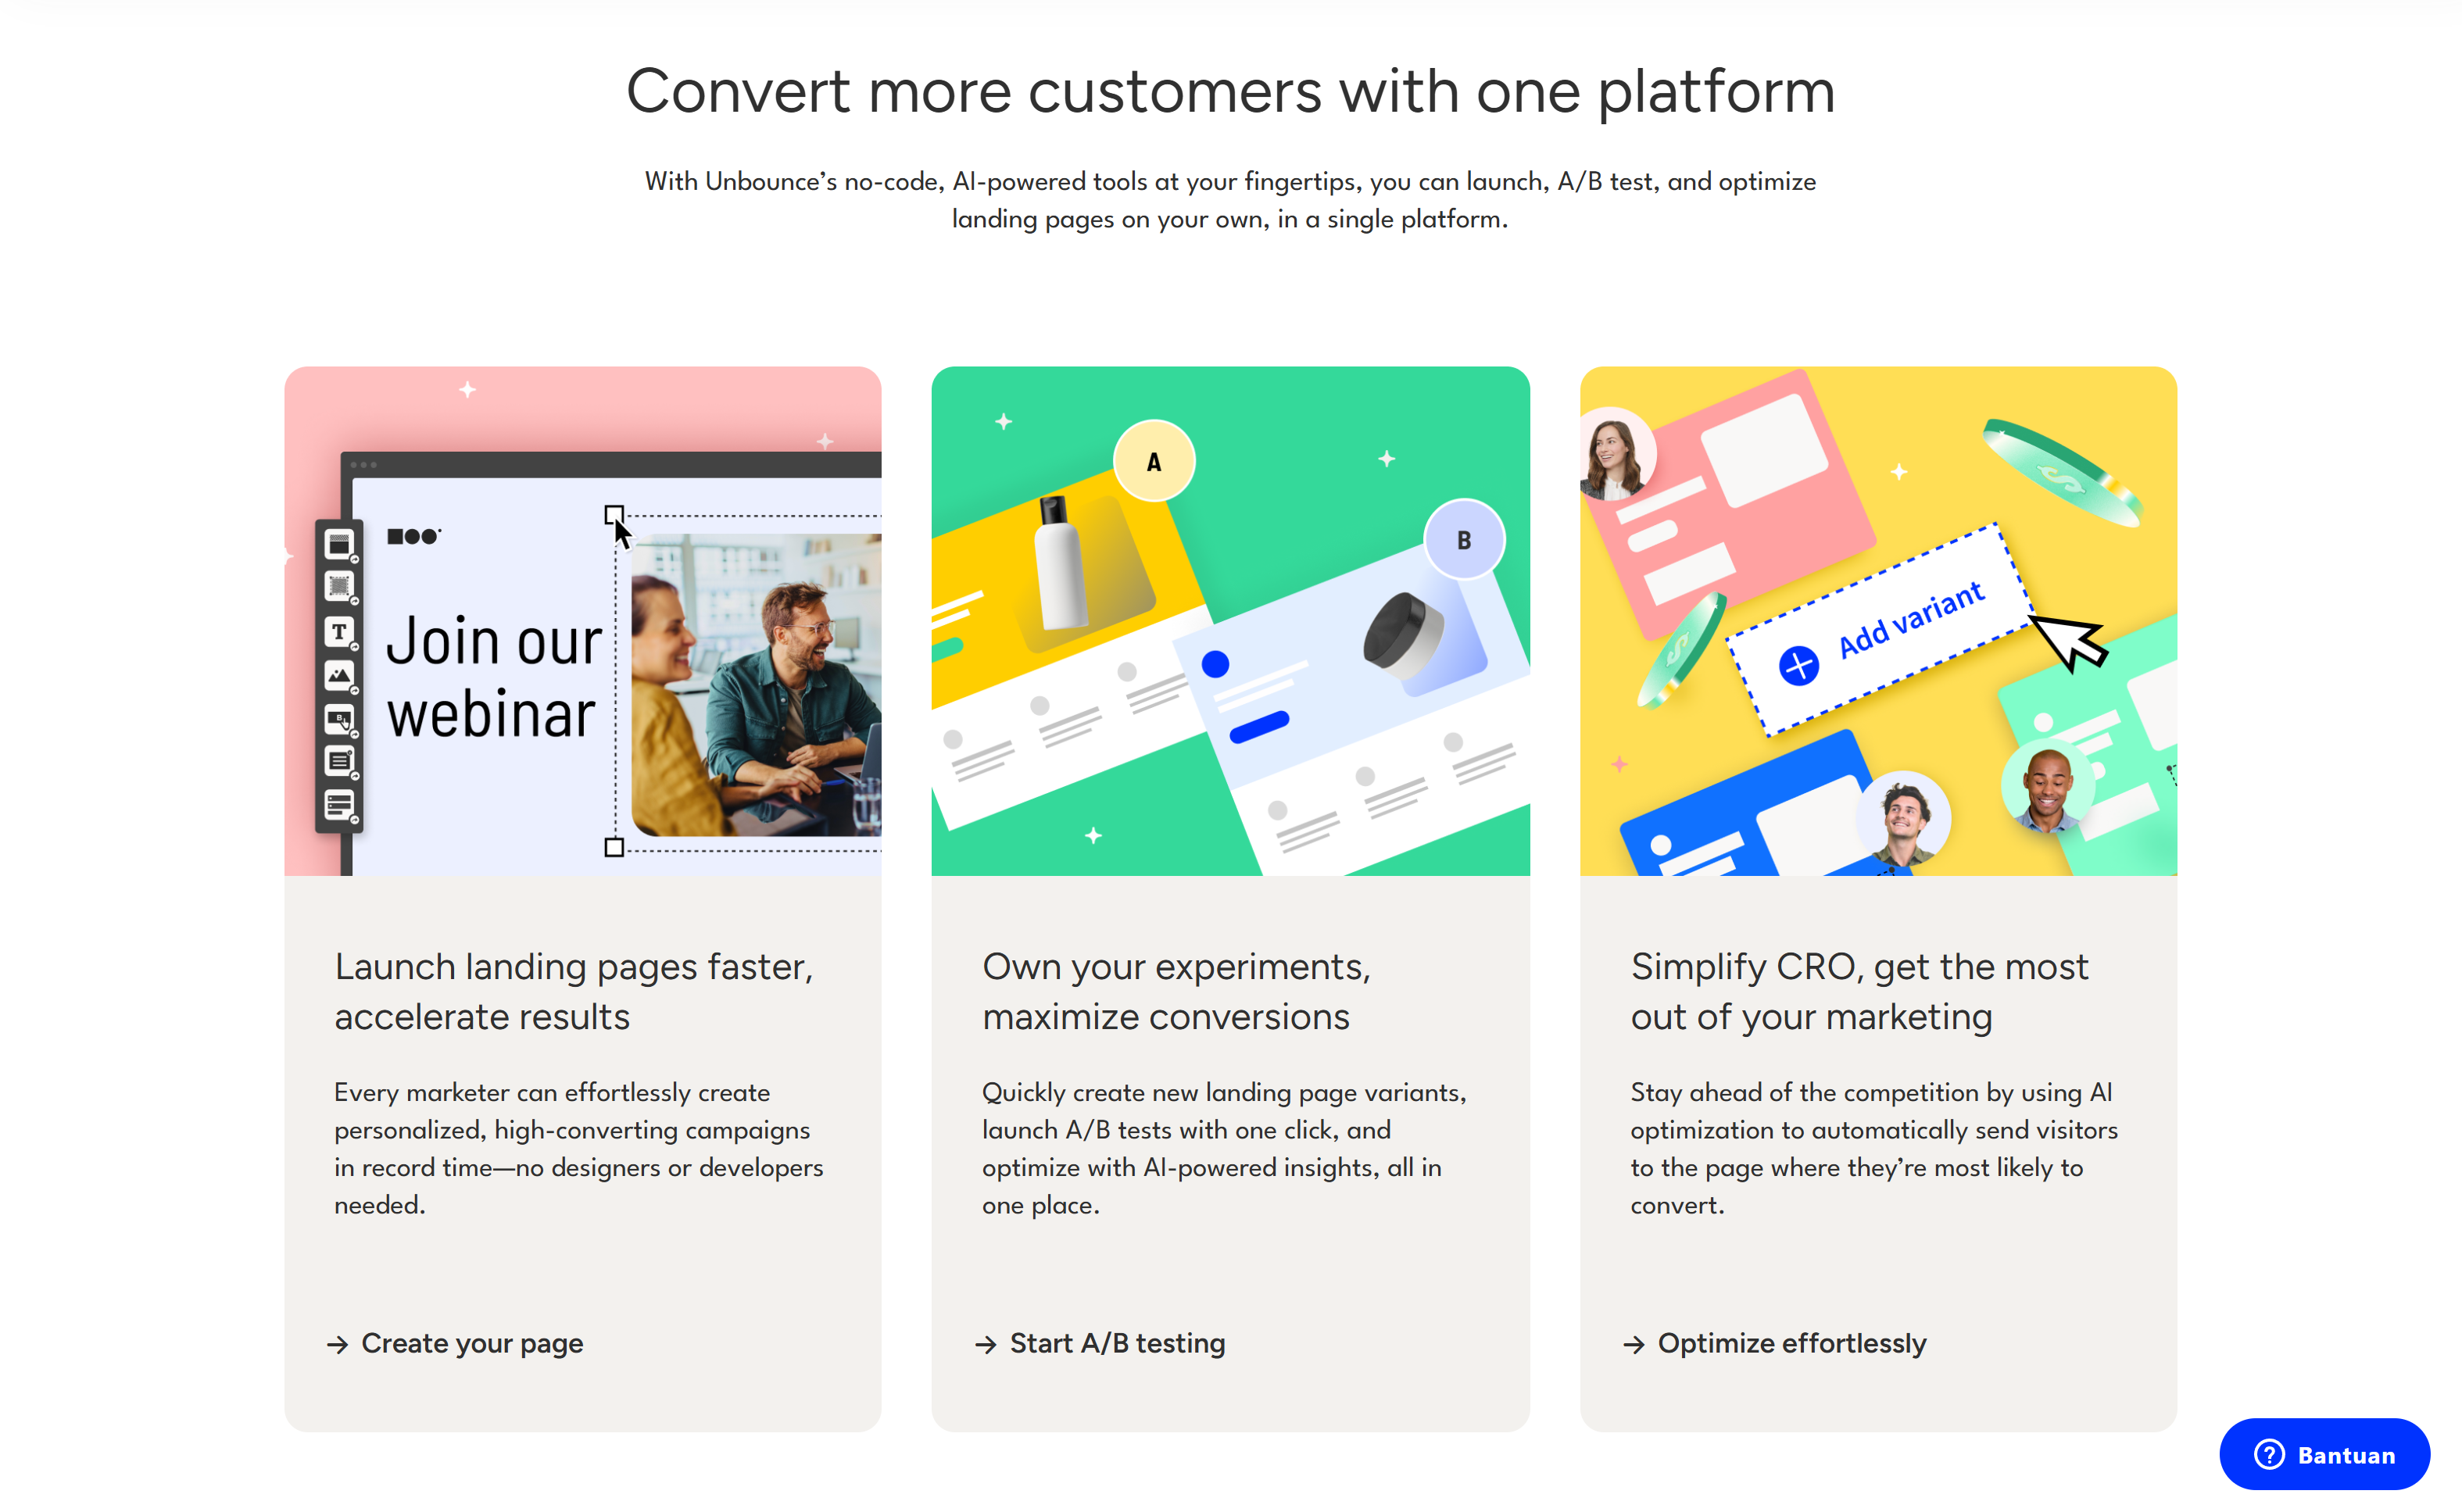 Convert more customers with one platform
With Unbounce’s no-code, AI-powered tools at your fingertips, you can launch, A/B test, and optimize
landing pages on your own, in a single platform.
Join our
webinar
T
B
Launch landing pages faster,
accelerate results
Every marketer can effortlessly create
personalized, high-converting campaigns
in record time—no designers or developers
needed.
→ Create your page
A
B
Own your experiments,
maximize conversions
Quickly create new landing page variants,
launch A/B tests with one click, and
optimize with AI-powered insights, all in
one place.
→ Start A/B testing
$
Add variant
$
Simplify CRO, get the most
out of your marketing
Stay ahead of the competition by using AI
optimization to automatically send visitors
to the page where they’re most likely to
convert.
→ Optimize effortlessly
? Bantuan